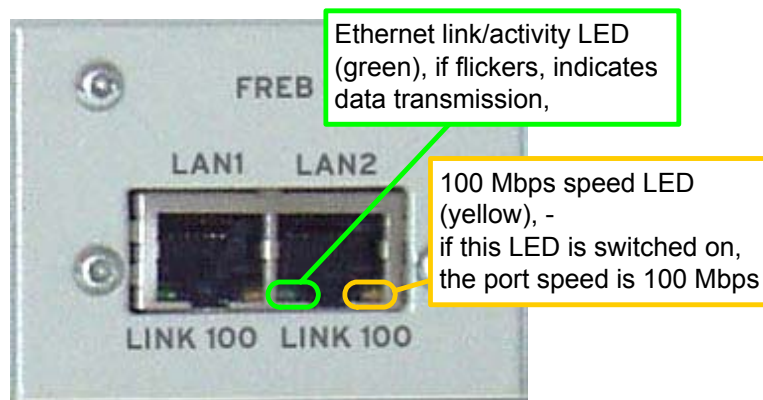 Ethernet link/activity LED
(green), if flickers, indicates
data transmission,
FREB
LAN1 LAN2
100 Mbps speed LED
(yellow), -
if this LED is switched on,
the port speed is 100 Mbps
LINK 100 LINK 100